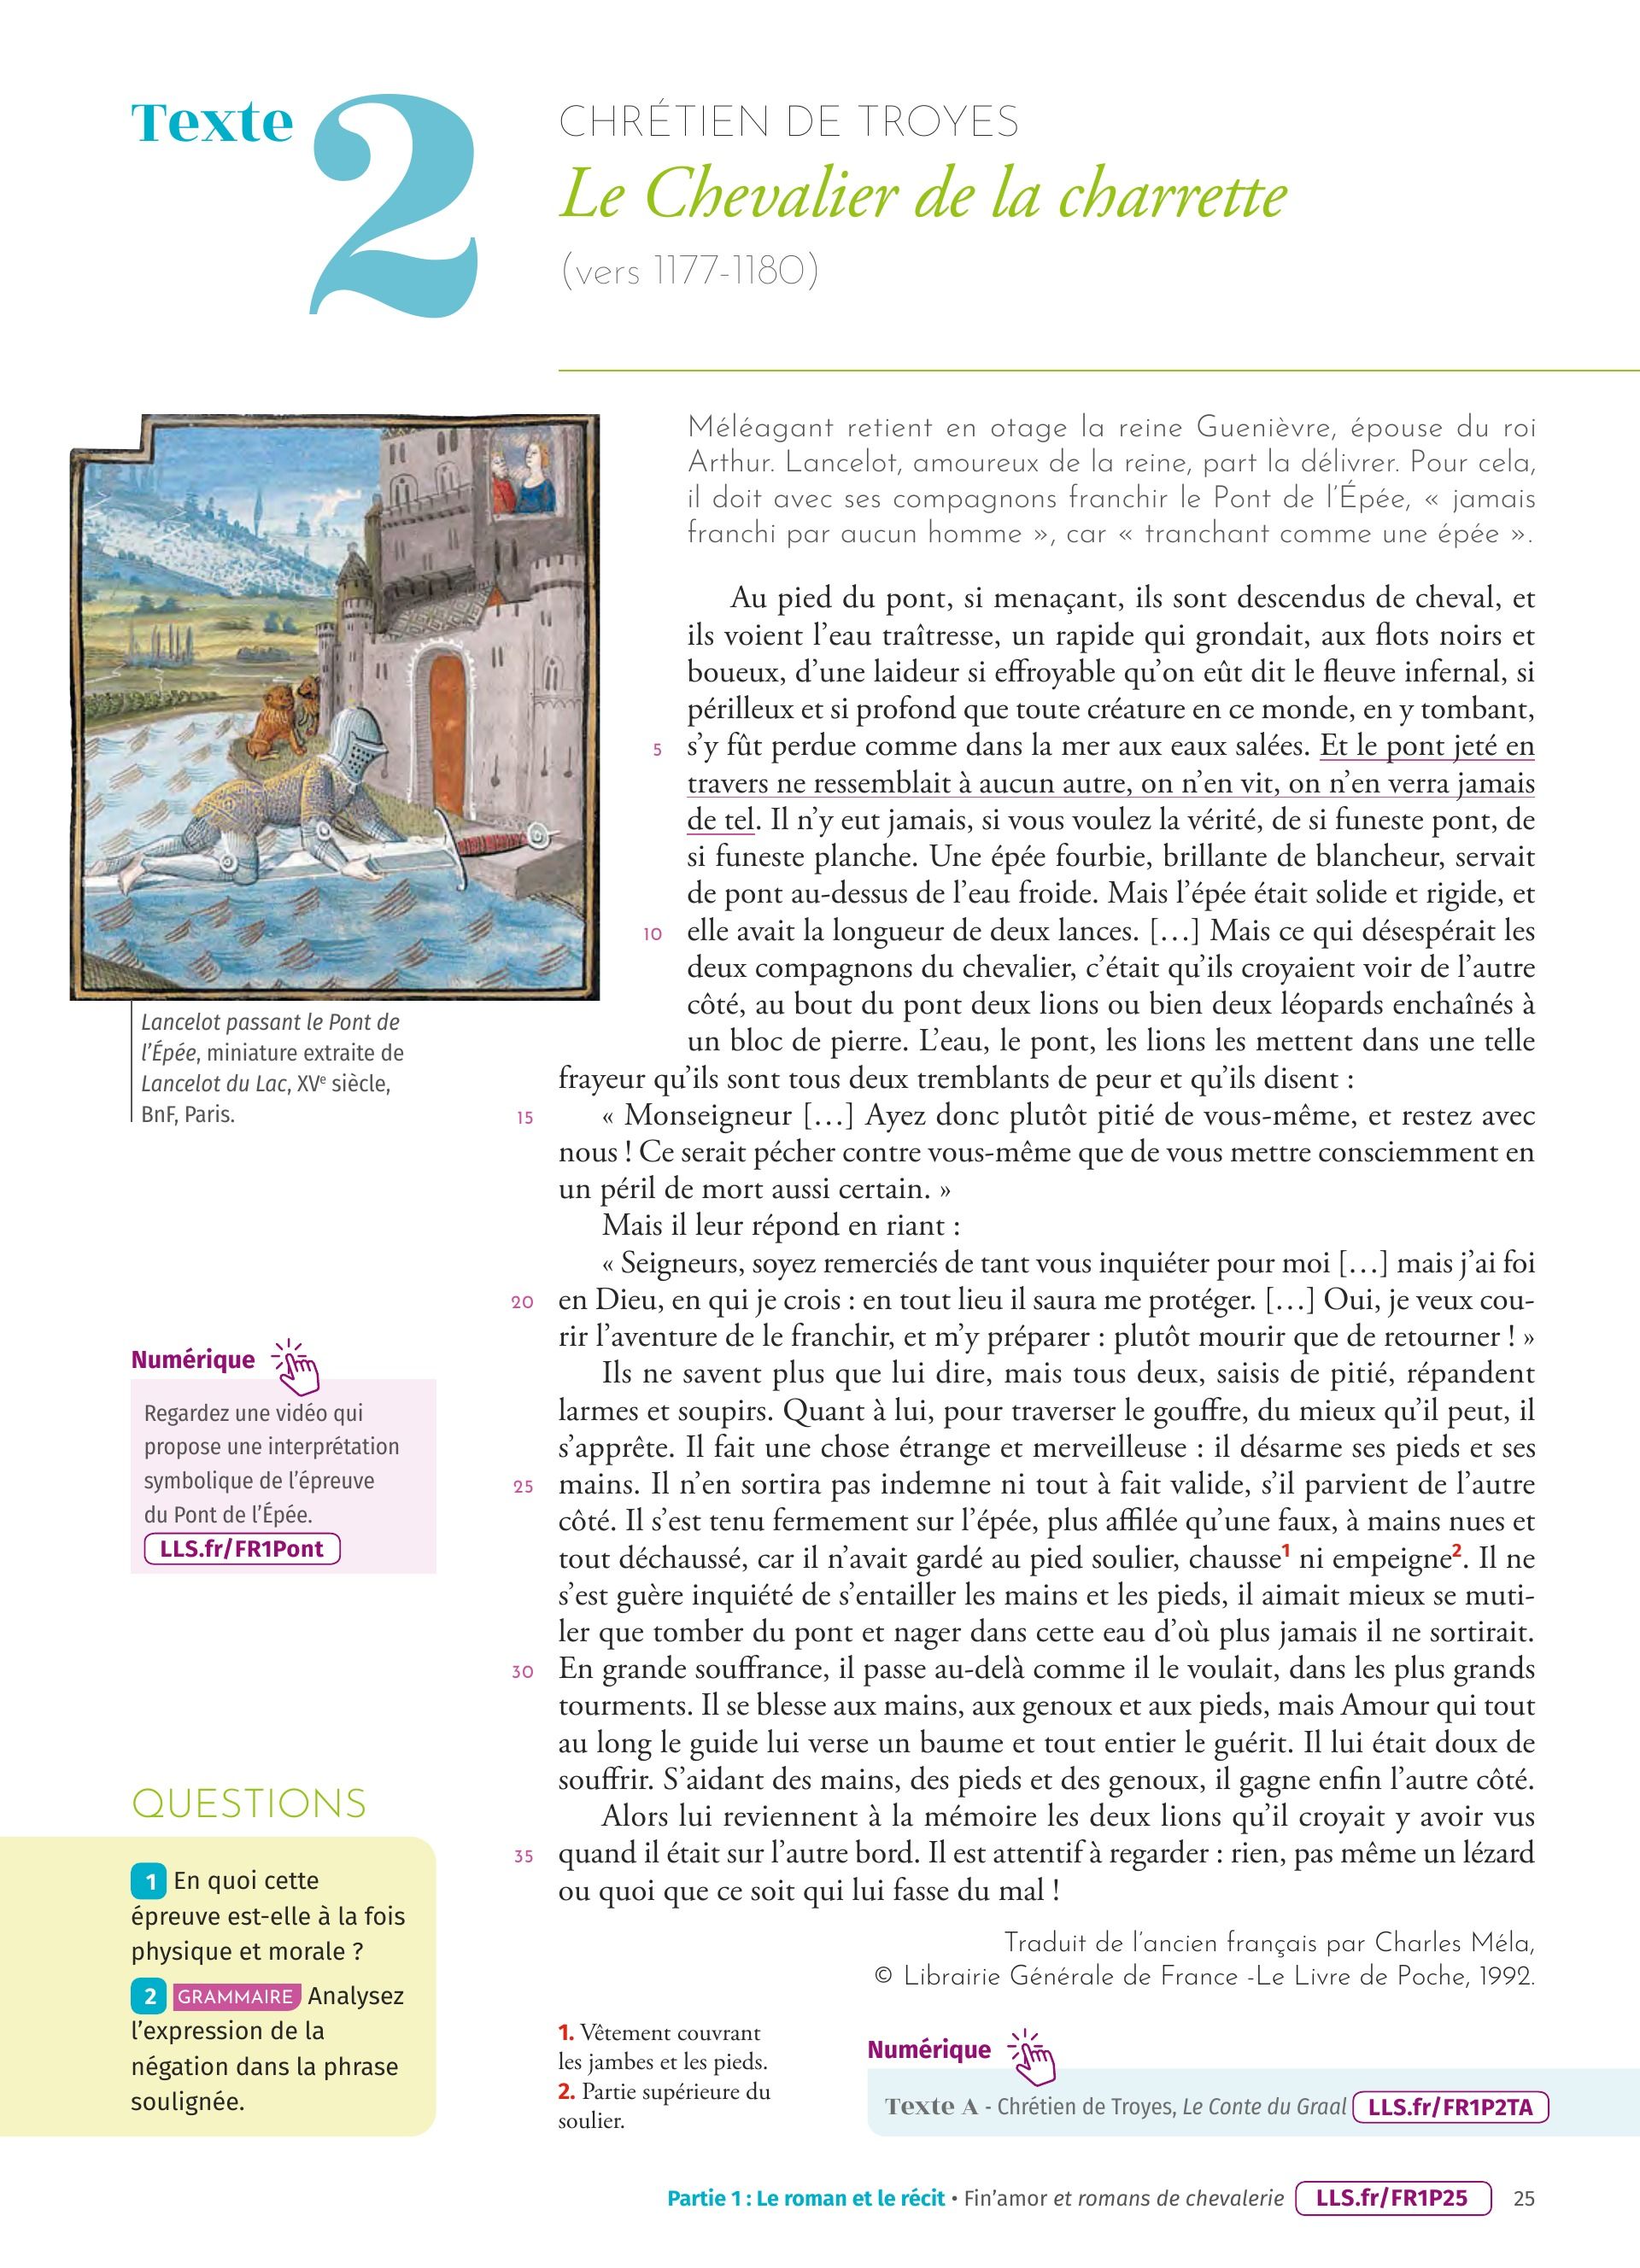 Texte 2
CHRÉTIEN DE TROYES
Le Chevalier de la charrette
(vers 1177-1180)
Méléagant retient en otage la reine Guenièvre, épouse du roi
Arthur. Lancelot, amoureux de la reine, part la délivrer. Pour cela,
il doit avec ses compagnons franchir le Pont de l'Épée, « jamais
franchi par aucun homme », car « tranchant comme une épée ».
Au pied du pont, si menaçant, ils sont descendus de cheval, et
ils voient l'eau traîtresse, un rapide qui grondait, aux flots noirs et
boueux, d'une laideur si effroyable qu'on eût dit le fleuve infernal, si
périlleux et si profond que toute créature en ce monde, en y tombant,
5 s'y fût perdue comme dans la mer aux eaux salées. Et le pont jeté en
travers ne ressemblait à aucun autre, on n'en vit, on n'en verra jamais
de tel. Il n'y eut jamais, si vous voulez la vérité, de si funeste pont, de
si funeste planche. Une épée fourbie, brillante de blancheur, servait
de pont au-dessus de l'eau froide. Mais l'épée était solide et rigide, et
10 elle avait la longueur de deux lances. […] Mais ce qui désespérait les
deux compagnons du chevalier, c'était qu'ils croyaient voir de l'autre
côté, au bout du pont deux lions ou bien deux léopards enchaînés à
un bloc de pierre. L'eau, le pont, les lions les mettent dans une telle
frayeur qu'ils sont tous deux tremblants de peur et qu'ils disent :
15 « Monseigneur […] Ayez donc plutôt pitié de vous-même, et restez avec
nous ! Ce serait pécher contre vous-même que de vous mettre consciemment en
un péril de mort aussi certain. »
Mais il leur répond en riant :
« Seigneurs, soyez remerciés de tant vous inquiéter pour moi […] mais j'ai foi
20 en Dieu, en qui je crois : en tout lieu il saura me protéger. […] Oui, je veux cou-
rir l'aventure de le franchir, et m'y préparer : plutôt mourir que de retourner ! »
Ils ne savent plus que lui dire, mais tous deux, saisis de pitié, répandent
larmes et soupirs. Quant à lui, pour traverser le gouffre, du mieux qu'il peut, il
s'apprête. Il fait une chose étrange et merveilleuse : il désarme ses pieds et ses
25 mains. Il n'en sortira pas indemne ni tout à fait valide, s'il parvient de l'autre
côté. Il s'est tenu fermement sur l'épée, plus affilée qu'une faux, à mains nues et
tout déchaussé, car il n'avait gardé au pied soulier, chausse1 ni empeigne2. Il ne
s'est guère inquiété de s'entailler les mains et les pieds, il aimait mieux se muti-
ler que tomber du pont et nager dans cette eau d'où plus jamais il ne sortirait.
30 En grande souffrance, il passe au-delà comme il le voulait, dans les plus grands
tourments. Il se blesse aux mains, aux genoux et aux pieds, mais Amour qui tout
au long le guide lui verse un baume et tout entier le guérit. Il lui était doux de
souffrir. S'aidant des mains, des pieds et des genoux, il gagne enfin l'autre côté.
Alors lui reviennent à la mémoire les deux lions qu'il croyait y avoir vus
35 quand il était sur l'autre bord. Il est attentif à regarder : rien, pas même un lézard
ou quoi que ce soit qui lui fasse du mal !
Traduit de l'ancien français par Charles Méla,
© Librairie Générale de France -Le Livre de Poche, 1992.
Lancelot passant le Pont de
l'Épée, miniature extraite de
Lancelot du Lac, XVe siècle,
BnF, Paris.
Numérique
Regardez une vidéo qui
propose une interprétation
symbolique de l'épreuve
du Pont de l'Épée.
LLS.fr/FR1Pont
QUESTIONS
1 En quoi cette
épreuve est-elle à la fois
physique et morale ?
2 GRAMMAIRE Analysez
l'expression de la
négation dans la phrase
soulignée.
1. Vêtement couvrant
les jambes et les pieds.
2. Partie supérieure du
soulier.
Numérique
Texte A - Chrétien de Troyes, Le Conte du Graal LLS.fr/FR1P2TA
Partie 1 : Le roman et le récit • Fin'amor et romans de chevalerie LLS.fr/FR1P25 25